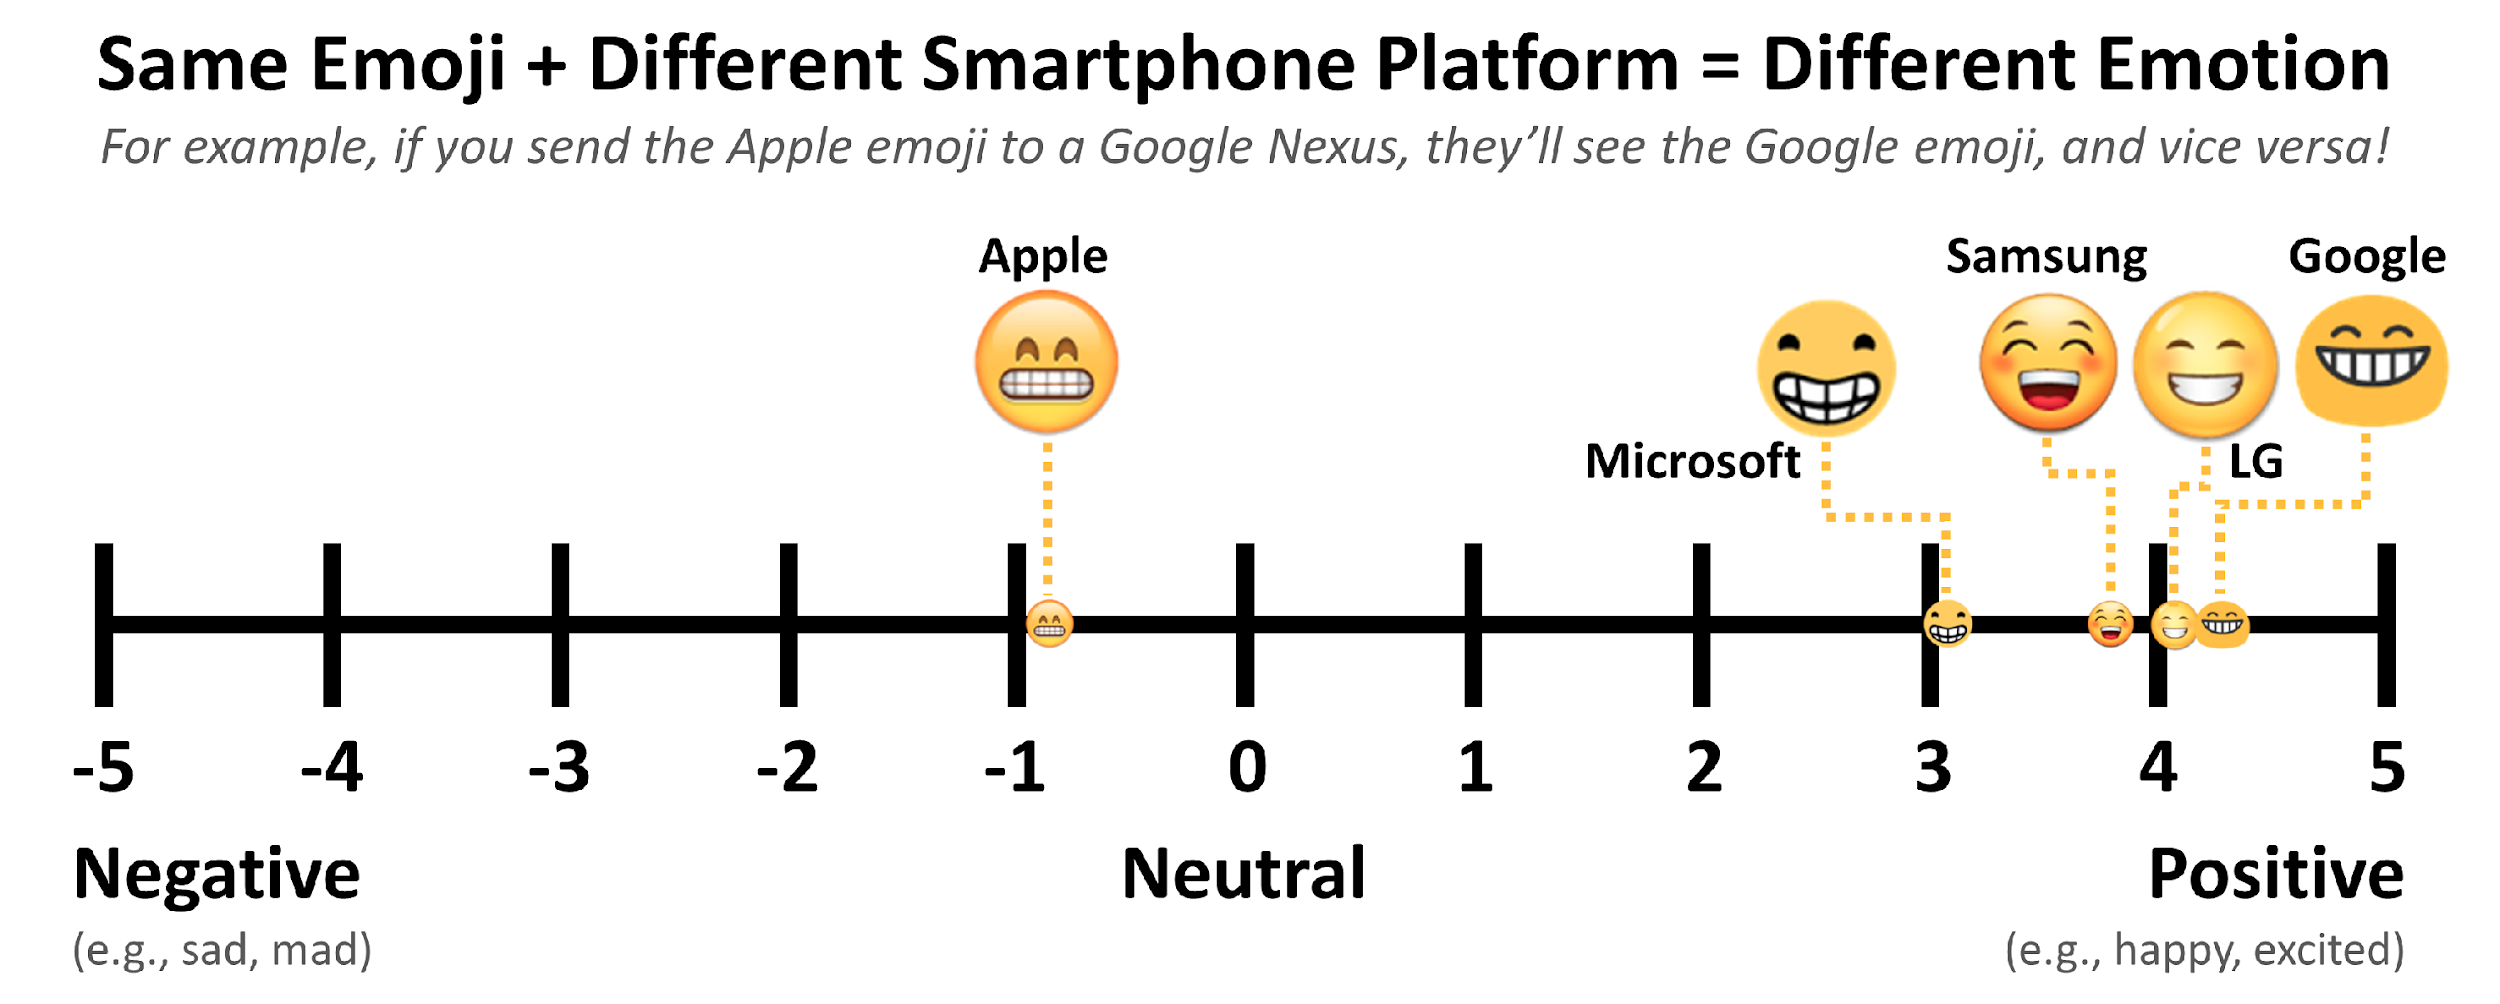 Same Emoji + Different Smartphone Platform = Different Emotion
For example, if you send the Apple emoji to a Google Nexus, they’ll see the Google emoji, and vice versa!
Apple
Samsung
Google
Microsoft
LG
-5 -4 -3 -2 -1 0 1 2 3 4 5
Negative
Neutral
Positive
(e.g., sad, mad)
(e.g., happy, excited)